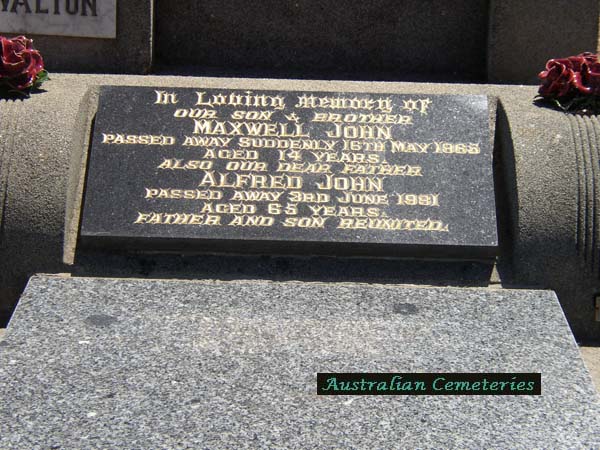 WALTON
In Loving Memory of
OUR SON & BROTHER
MAXWELL JOHN
PASSED AWAY SUDDENLY 16TH MAY 1965
AGED 14 YEARS.
ALSO OUR DEAR FATHER
ALFRED JOHN
PASSED AWAY 3RD JUNE 1981
AGED 65 YEARS.
FATHER AND SON REUNITED.
Australian Cemeteries